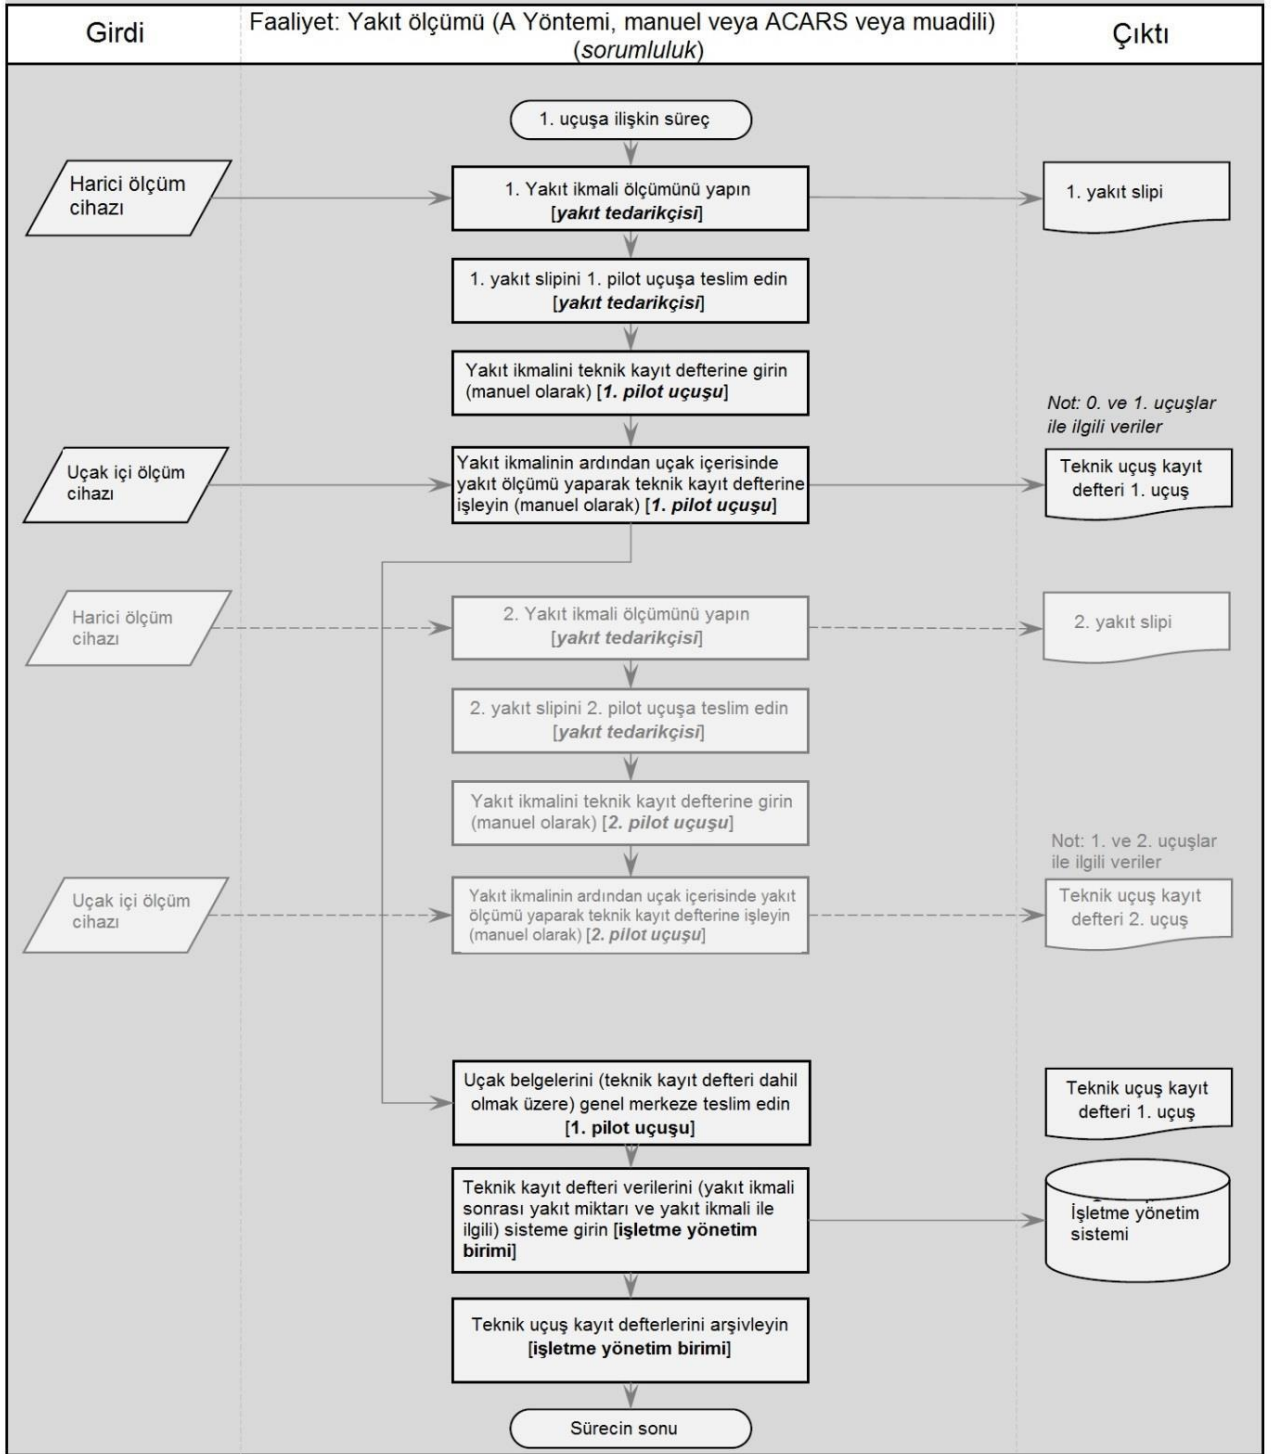 Girdi
Faaliyet: Yakıt ölçümü (A Yöntemi, manuel veya ACARS veya muadili)
(sorumluluk)
Çıktı
1. uçuşa ilişkin süreç
Harici ölçüm
cihazı
1. Yakıt ikmali ölçümünü yapın
[yakıt tedarikçisi]
1. yakıt slipi
1. yakıt slipini 1. pilot uçuşa teslim edin
[yakıt tedarikçisi]
Yakıt ikmalini teknik kayıt defterine girin
(manuel olarak) [1. pilot uçuşu]
Not: 0. ve 1. uçuşlar
ile ilgili veriler
Uçak içi ölçüm
cihazı
Yakıt ikmalinin ardından uçak içerisinde
yakıt ölçümü yaparak teknik kayıt defterine
işleyin (manuel olarak) [1. pilot uçuşu]
Teknik uçuş kayıt
defteri 1. uçuş
Harici ölçüm
cihazı
2. Yakıt ikmali ölçümünü yapın
[yakıt tedarikçisi]
2. yakıt slipi
2. yakıt slipini 2. pilot uçuşa teslim edin
[yakıt tedarikçisi]
Yakıt ikmalini teknik kayıt defterine girin
(manuel olarak) [2. pilot uçuşu]
Not: 1. ve 2. uçuşlar
ile ilgili veriler
Uçak içi ölçüm
cihazı
Yakıt ikmalinin ardından uçak içerisinde yakıt
ölçümü yaparak teknik kayıt defterine işleyin
(manuel olarak) [2. pilot uçuşu]
Teknik uçuş kayıt
defteri 2. uçuş
Uçak belgelerini (teknik kayıt defteri dahil
olmak üzere) genel merkeze teslim edin
[1. pilot uçuşu]
Teknik uçuş kayıt
defteri 1. uçuş
Teknik kayıt defteri verilerini (yakıt ikmali
sonrası yakıt miktarı ve yakıt ikmali ile
ilgili) sisteme girin [işletme yönetim
birimi]
İşletme yönetim
sistemi
Teknik uçuş kayıt defterlerini arşivleyin
[işletme yönetim birimi]
Sürecin sonu